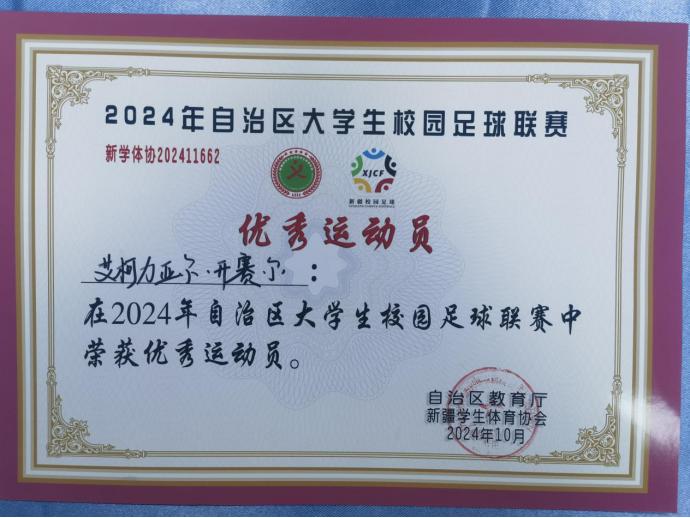 2024年自治区大学生校园足球联赛
新学体协202411662
XJCF
新疆校园足球
优秀运动员
艾柯力亚尔·开赛尔：
在2024年自治区大学生校园足球联赛中
荣获优秀运动员。
自治区教育厅
新疆学生体育协会
2024年10月